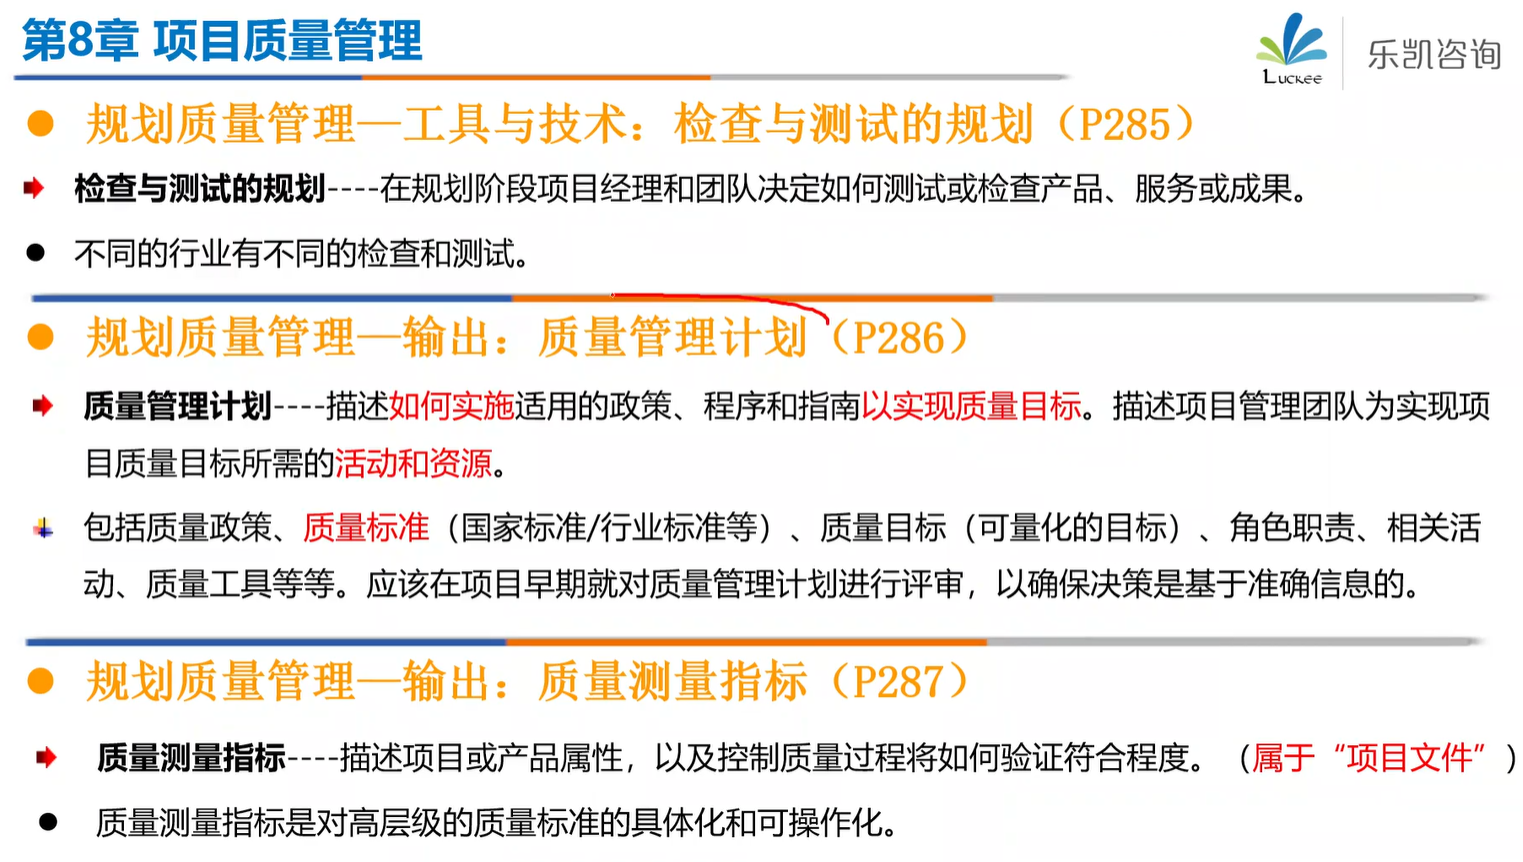 第8章 项目质量管理
LUCKEE
乐凯咨询
规划质量管理—工具与技术：检查与测试的规划（P285）
检查与测试的规划----在规划阶段项目经理和团队决定如何测试或检查产品、服务或成果。
不同的行业有不同的检查和测试。
规划质量管理—输出：质量管理计划（P286）
质量管理计划----描述如何实施适用的政策、程序和指南以实现质量目标。描述项目管理团队为实现项
目质量目标所需的活动和资源。
包括质量政策、质量标准（国家标准/行业标准等）、质量目标（可量化的目标）、角色职责、相关活
动、质量工具等等。应该在项目早期就对质量管理计划进行评审，以确保决策是基于准确信息的。
规划质量管理—输出：质量测量指标（P287）
质量测量指标----描述项目或产品属性，以及控制质量过程将如何验证符合程度。（属于“项目文件”）
质量测量指标是对高层级的质量标准的具体化和可操作化。